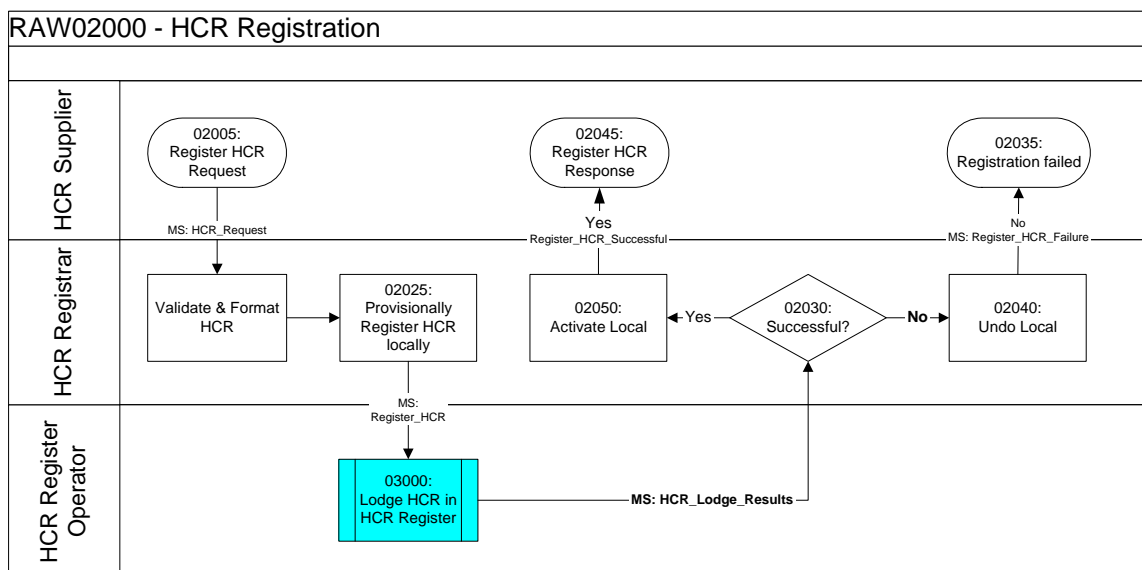 RAW02000 - HCR Registration
HCR Supplier
02005:
Register HCR
Request
02045:
Register HCR
Response
02035:
Registration failed
MS: HCR_Request
Yes
Register_HCR_Successful
No
MS: Register_HCR_Failure
HCR Registrar
Validate & Format
HCR
02025:
Provisionally
Register HCR
locally
02050:
Activate Local
Yes
02030:
Successful?
No
02040:
Undo Local
MS:
Register_HCR
HCR Register
Operator
03000:
Lodge HCR in
HCR Register
MS: HCR_Lodge_Results